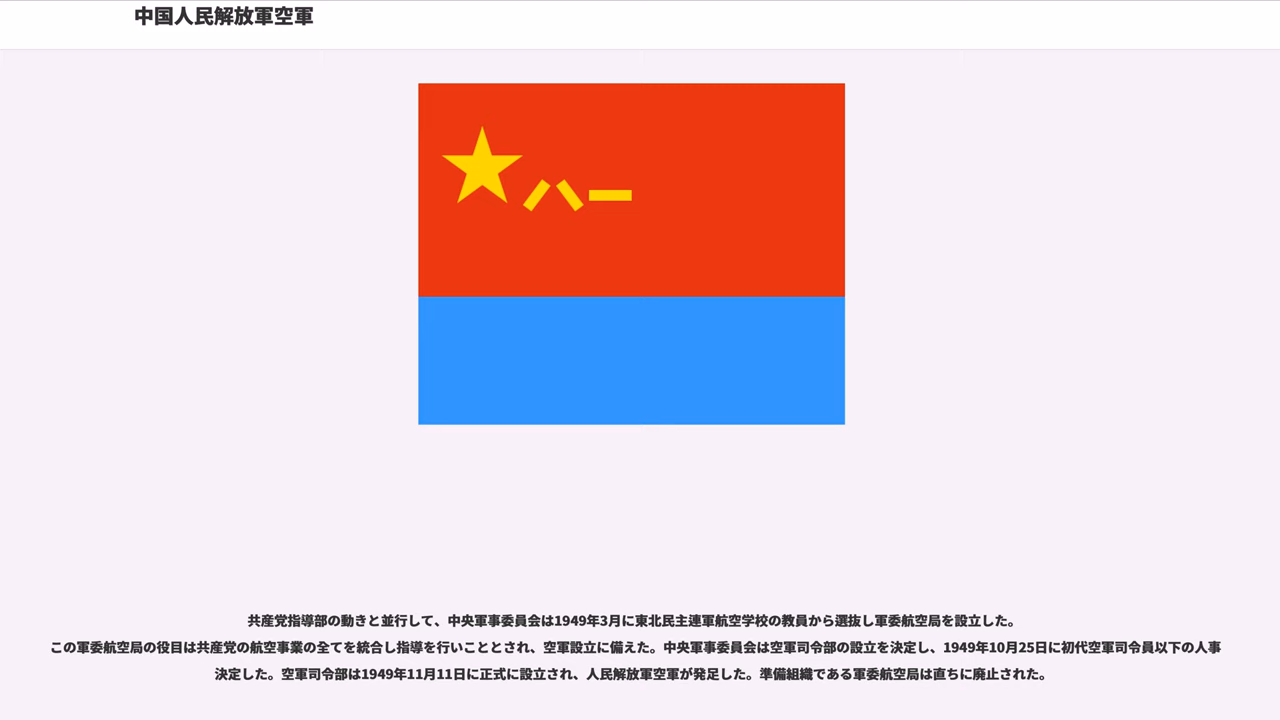 中国人民解放軍空軍
八一
共産党指導部の動きと並行して、中央軍事委員会は1949年3月に東北民主連軍航空学校の教員から選抜し軍委航空局を設立した。
この軍委航空局の役目は共産党の航空事業の全てを統合し指導を行いこととされ、空軍設立に備えた。中央軍事委員会は空軍司令部の設立を決定し、1949年10月25日に初代空軍司令員以下の人事
決定した。空軍司令部は1949年11月11日に正式に設立され、人民解放軍空軍が発足した。準備組織である軍委航空局は直ちに廃止された。